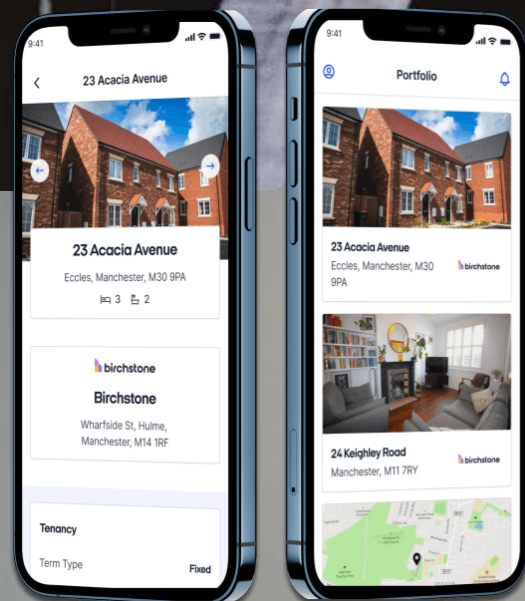 9:41
23 Acacia Avenue
23 Acacia Avenue
Eccles, Manchester, M30 9PA
3 2
birchstone
Birchstone
Wharfside St, Hulme,
Manchester, M14 1RF
Tenancy
Term Type Fixed
9:41
Portfolio
23 Acacia Avenue
Eccles, Manchester, M30
9PA
birchstone
24 Keighley Road
Manchester, M11 7RY
birchstone